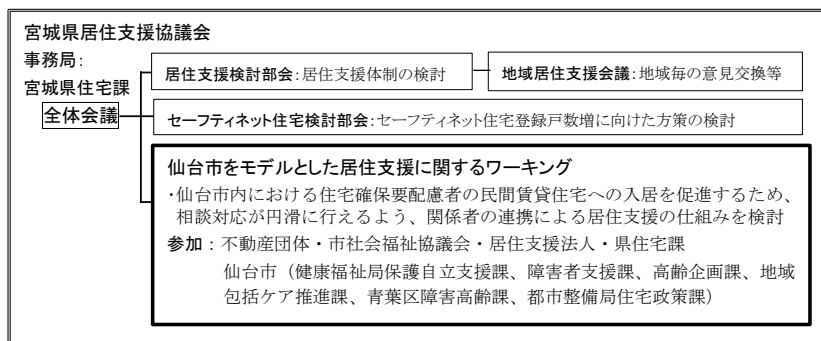 宮城県居住支援協議会
事務局：
宮城県住宅課
全体会議
居住支援検討部会：居住支援体制の検討
地域居住支援会議：地域毎の意見交換等
セーフティネット住宅検討部会：セーフティネット住宅登録戸数増に向けた方策の検討
仙台市をモデルとした居住支援に関するワーキング
・仙台市内における住宅確保要配慮者の民間賃貸住宅への入居を促進するため、
相談対応が円滑に行えるよう、関係者の連携による居住支援の仕組みを検討
参加：不動産団体・市社会福祉協議会・居住支援法人・県住宅課
仙台市（健康福祉局保護自立支援課、障害者支援課、高齢企画課、地域
包括ケア推進課、青葉区障害高齢課、都市整備局住宅政策課）